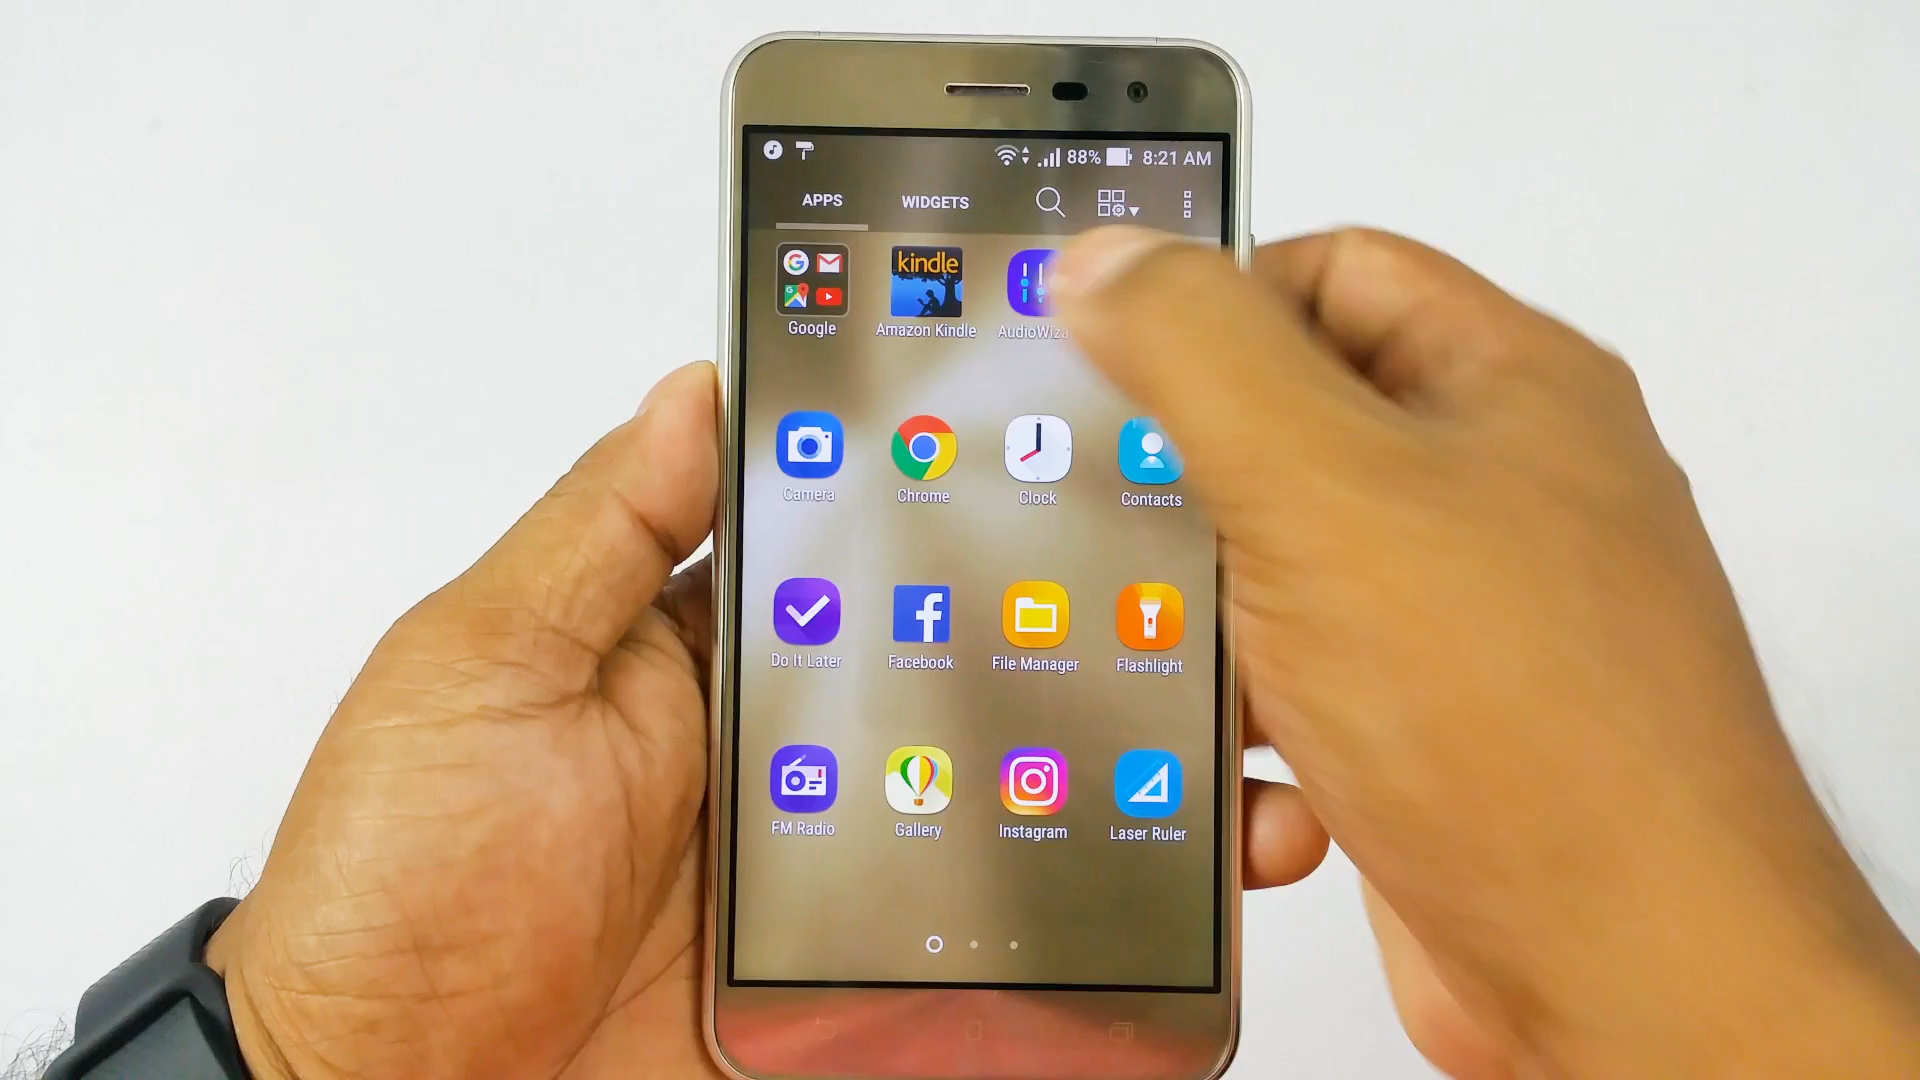 88% 8:21 AM
APPS WIDGETS
kindle
Google Amazon Kindle
Camera Chrome Clock Contacts
Do It Later Facebook File Manager Flashlight
FM Radio Gallery Instagram Laser Ruler